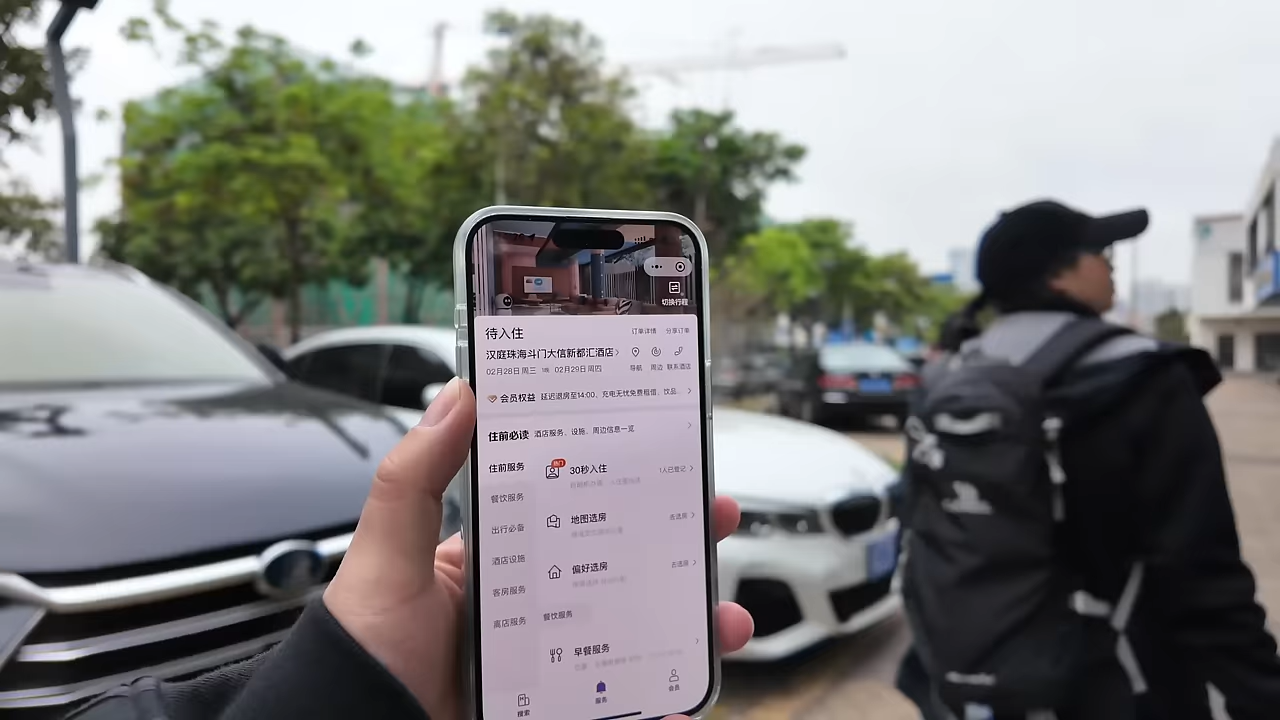 切换行程
待入住
订单详情 分享订单
汉庭珠海斗门大信新都汇酒店
02月28日 周三 1晚 02月29日 周四
导航 周边 联系酒店
会员权益 延迟退房至14:00、充电无忧免费租借、饮品...
住前必读 酒店服务、设施、周边信息一览
住前服务
热门
30秒入住
1人已登记
餐饮服务
地图选房
去选房
出行必备
酒店设施
偏好选房
去选房
客房服务
离店服务
餐饮服务
早餐服务
搜索
服务
会员